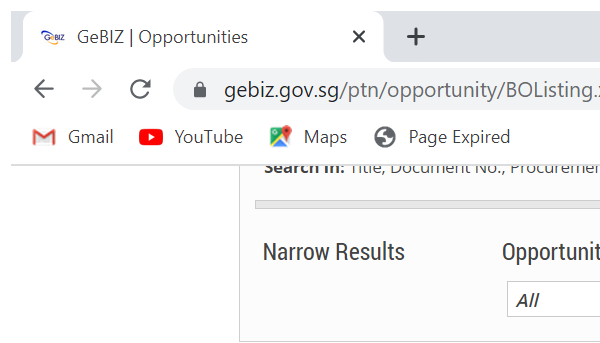 GeBIZ GeBIZ | Opportunities
gebiz.gov.sg/ptn/opportunity/BOListing.
Gmail YouTube Maps Page Expired
Search In: Title, Document No., Procuremen
Narrow Results Opportunit
All